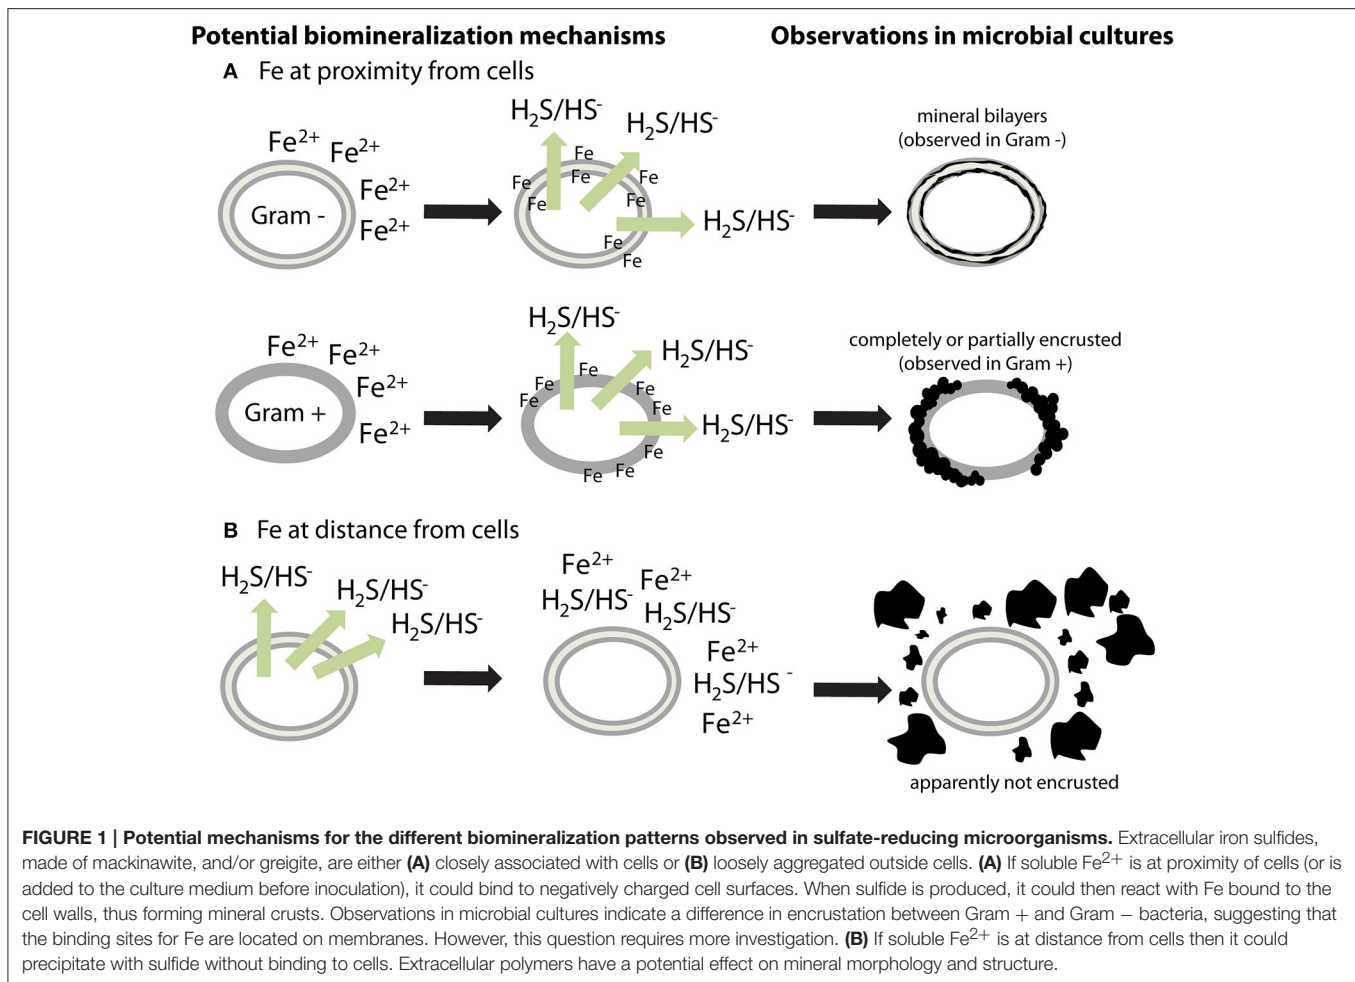 Potential biomineralization mechanisms
Observations in microbial cultures
A Fe at proximity from cells
Fe²⁺
Fe²⁺
Fe²⁺
Fe²⁺
Gram -
H₂S/HS⁻
H₂S/HS⁻
H₂S/HS⁻
Fe
Fe
Fe
Fe
Fe
Fe
Fe
Fe
mineral bilayers
(observed in Gram -)
Fe²⁺
Fe²⁺
Fe²⁺
Fe²⁺
Gram +
H₂S/HS⁻
H₂S/HS⁻
H₂S/HS⁻
Fe
Fe
Fe
Fe
Fe
Fe
Fe
Fe
completely or partially encrusted
(observed in Gram +)
B Fe at distance from cells
H₂S/HS⁻
H₂S/HS⁻
H₂S/HS⁻
Fe²⁺
Fe²⁺
H₂S/HS⁻
H₂S/HS⁻
Fe²⁺
H₂S/HS⁻
Fe²⁺
apparently not encrusted
FIGURE 1 | Potential mechanisms for the different biomineralization patterns observed in sulfate-reducing microorganisms. Extracellular iron sulfides,
made of mackinawite, and/or greigite, are either (A) closely associated with cells or (B) loosely aggregated outside cells. (A) If soluble Fe²⁺ is at proximity of cells (or is
added to the culture medium before inoculation), it could bind to negatively charged cell surfaces. When sulfide is produced, it could then react with Fe bound to the
cell walls, thus forming mineral crusts. Observations in microbial cultures indicate a difference in encrustation between Gram + and Gram − bacteria, suggesting that
the binding sites for Fe are located on membranes. However, this question requires more investigation. (B) If soluble Fe²⁺ is at distance from cells then it could
precipitate with sulfide without binding to cells. Extracellular polymers have a potential effect on mineral morphology and structure.